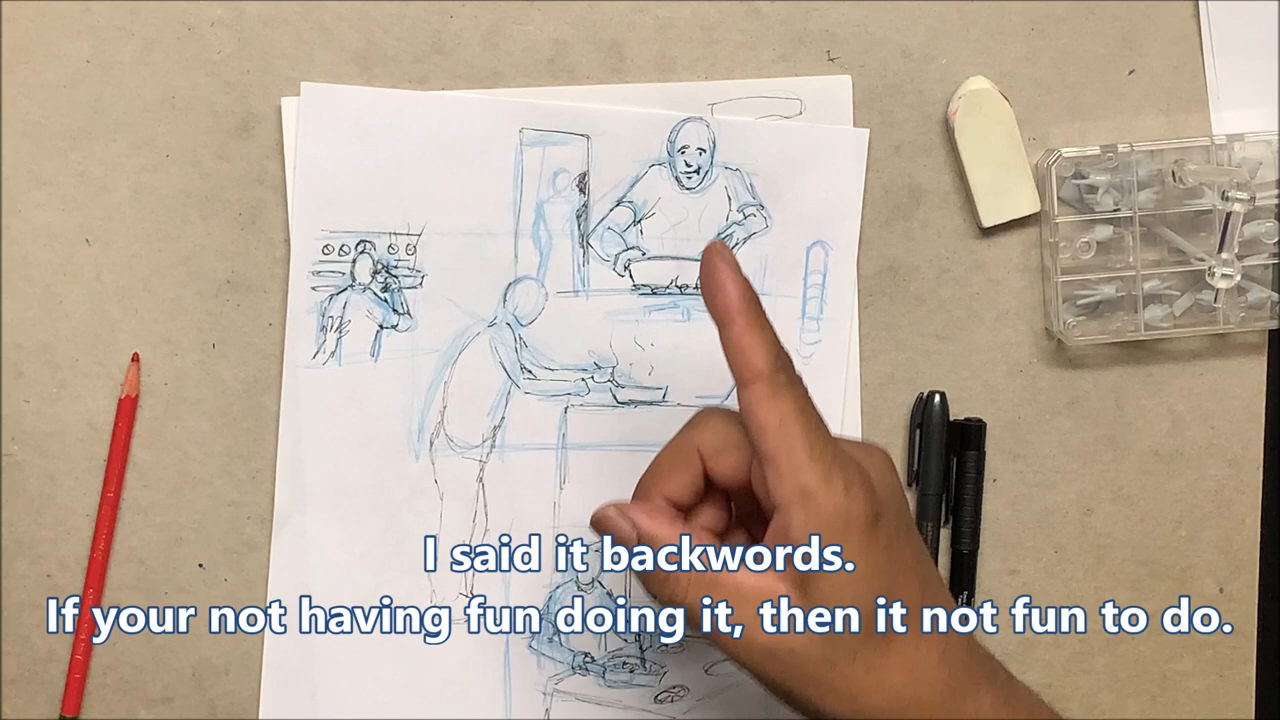 I said it backwords.
If your not having fun doing it, then it not fun to do.